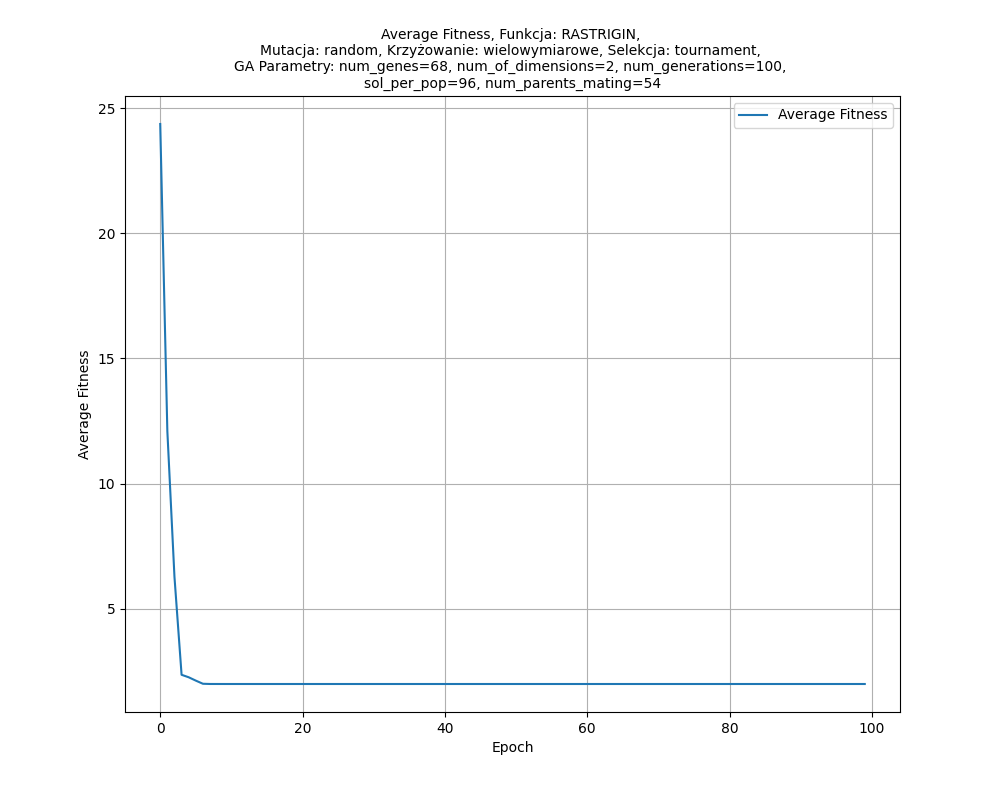 Average Fitness, Funkcja: RASTRIGIN,
Mutacja: random, Krzyżowanie: wielowymiarowe, Selekcja: tournament,
GA Parametry: num_genes=68, num_of_dimensions=2, num_generations=100,
sol_per_pop=96, num_parents_mating=54
Average Fitness
25
20
15
10
5
Average Fitness
0 20 40 60 80 100
Epoch